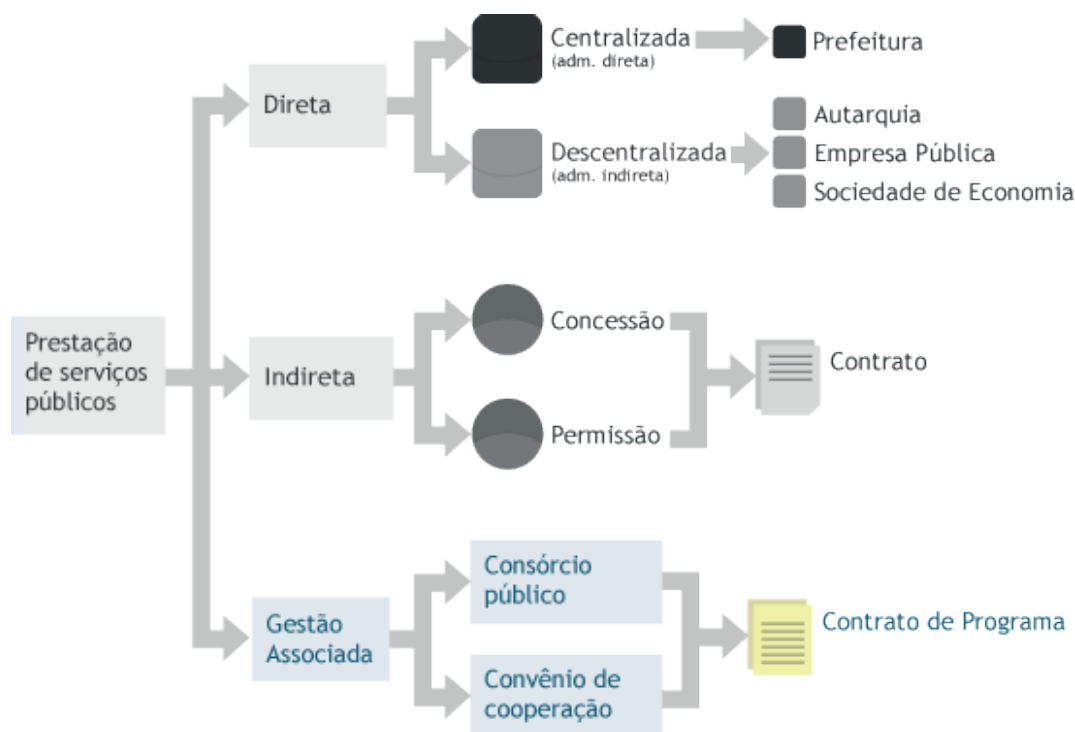 Centralizada
(adm. direta)
Prefeitura
Direta
Autarquia
Descentralizada
(adm. indireta)
Empresa Pública
Sociedade de Economia
Prestação
de serviços
públicos
Indireta
Concessão
Contrato
Permissão
Gestão
Associada
Consórcio
público
Contrato de Programa
Convênio de
cooperação